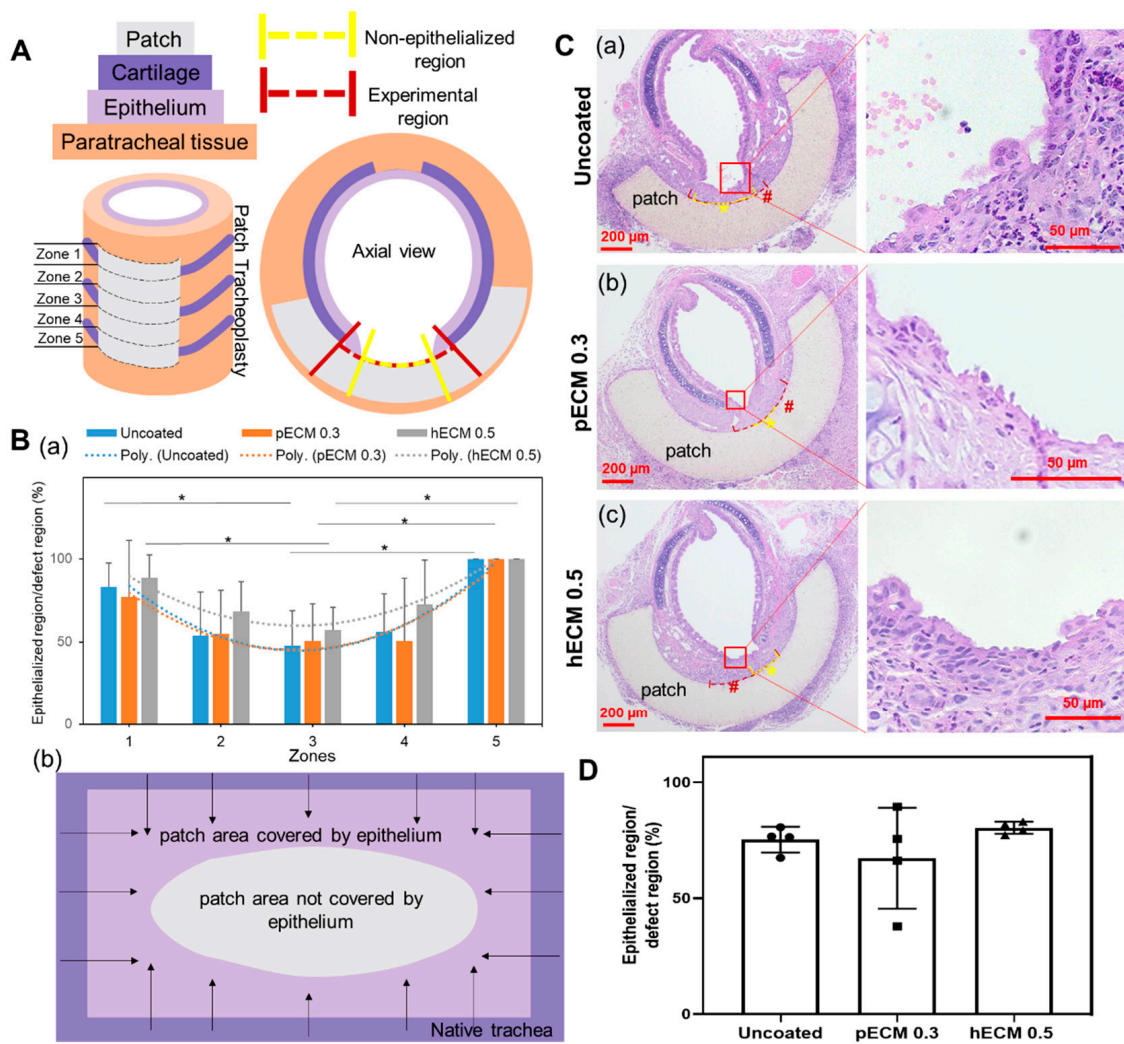 A
Patch
Cartilage
Epithelium
Paratracheal tissue
Non-epithelialized
region
Experimental
region
Zone 1
Zone 2
Zone 3
Zone 4
Zone 5
Patch Tracheoplasty
Axial view
B
(a)
Uncoated
pECM 0.3
hECM 0.5
Poly. (Uncoated)
Poly. (pECM 0.3)
Poly. (hECM 0.5)
Epithelialized region/defect region (%)
100
50
0
*
*
*
*
*
1
2
3
4
5
Zones
(b)
patch area covered by epithelium
patch area not covered by
epithelium
Native trachea
C
Uncoated
(a)
patch
#
200 µm
50 µm
pECM 0.3
(b)
patch
#
200 µm
50 µm
hECM 0.5
(c)
patch
#
200 µm
50 µm
D
Epithelialized region/
defect region (%)
100
50
0
Uncoated
pECM 0.3
hECM 0.5